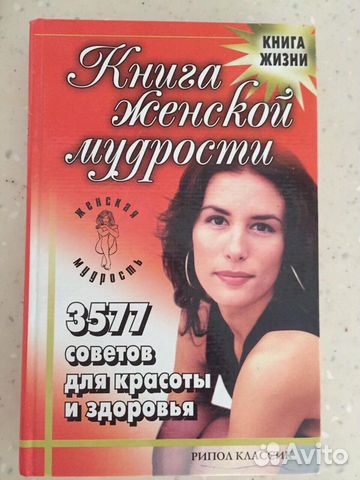 КНИГА
ЖИЗНИ
Книга
женской
мудрости
женская
мудрость
3577
советов
для красоты
и здоровья
РИПОЛ КЛАССИК
Avito